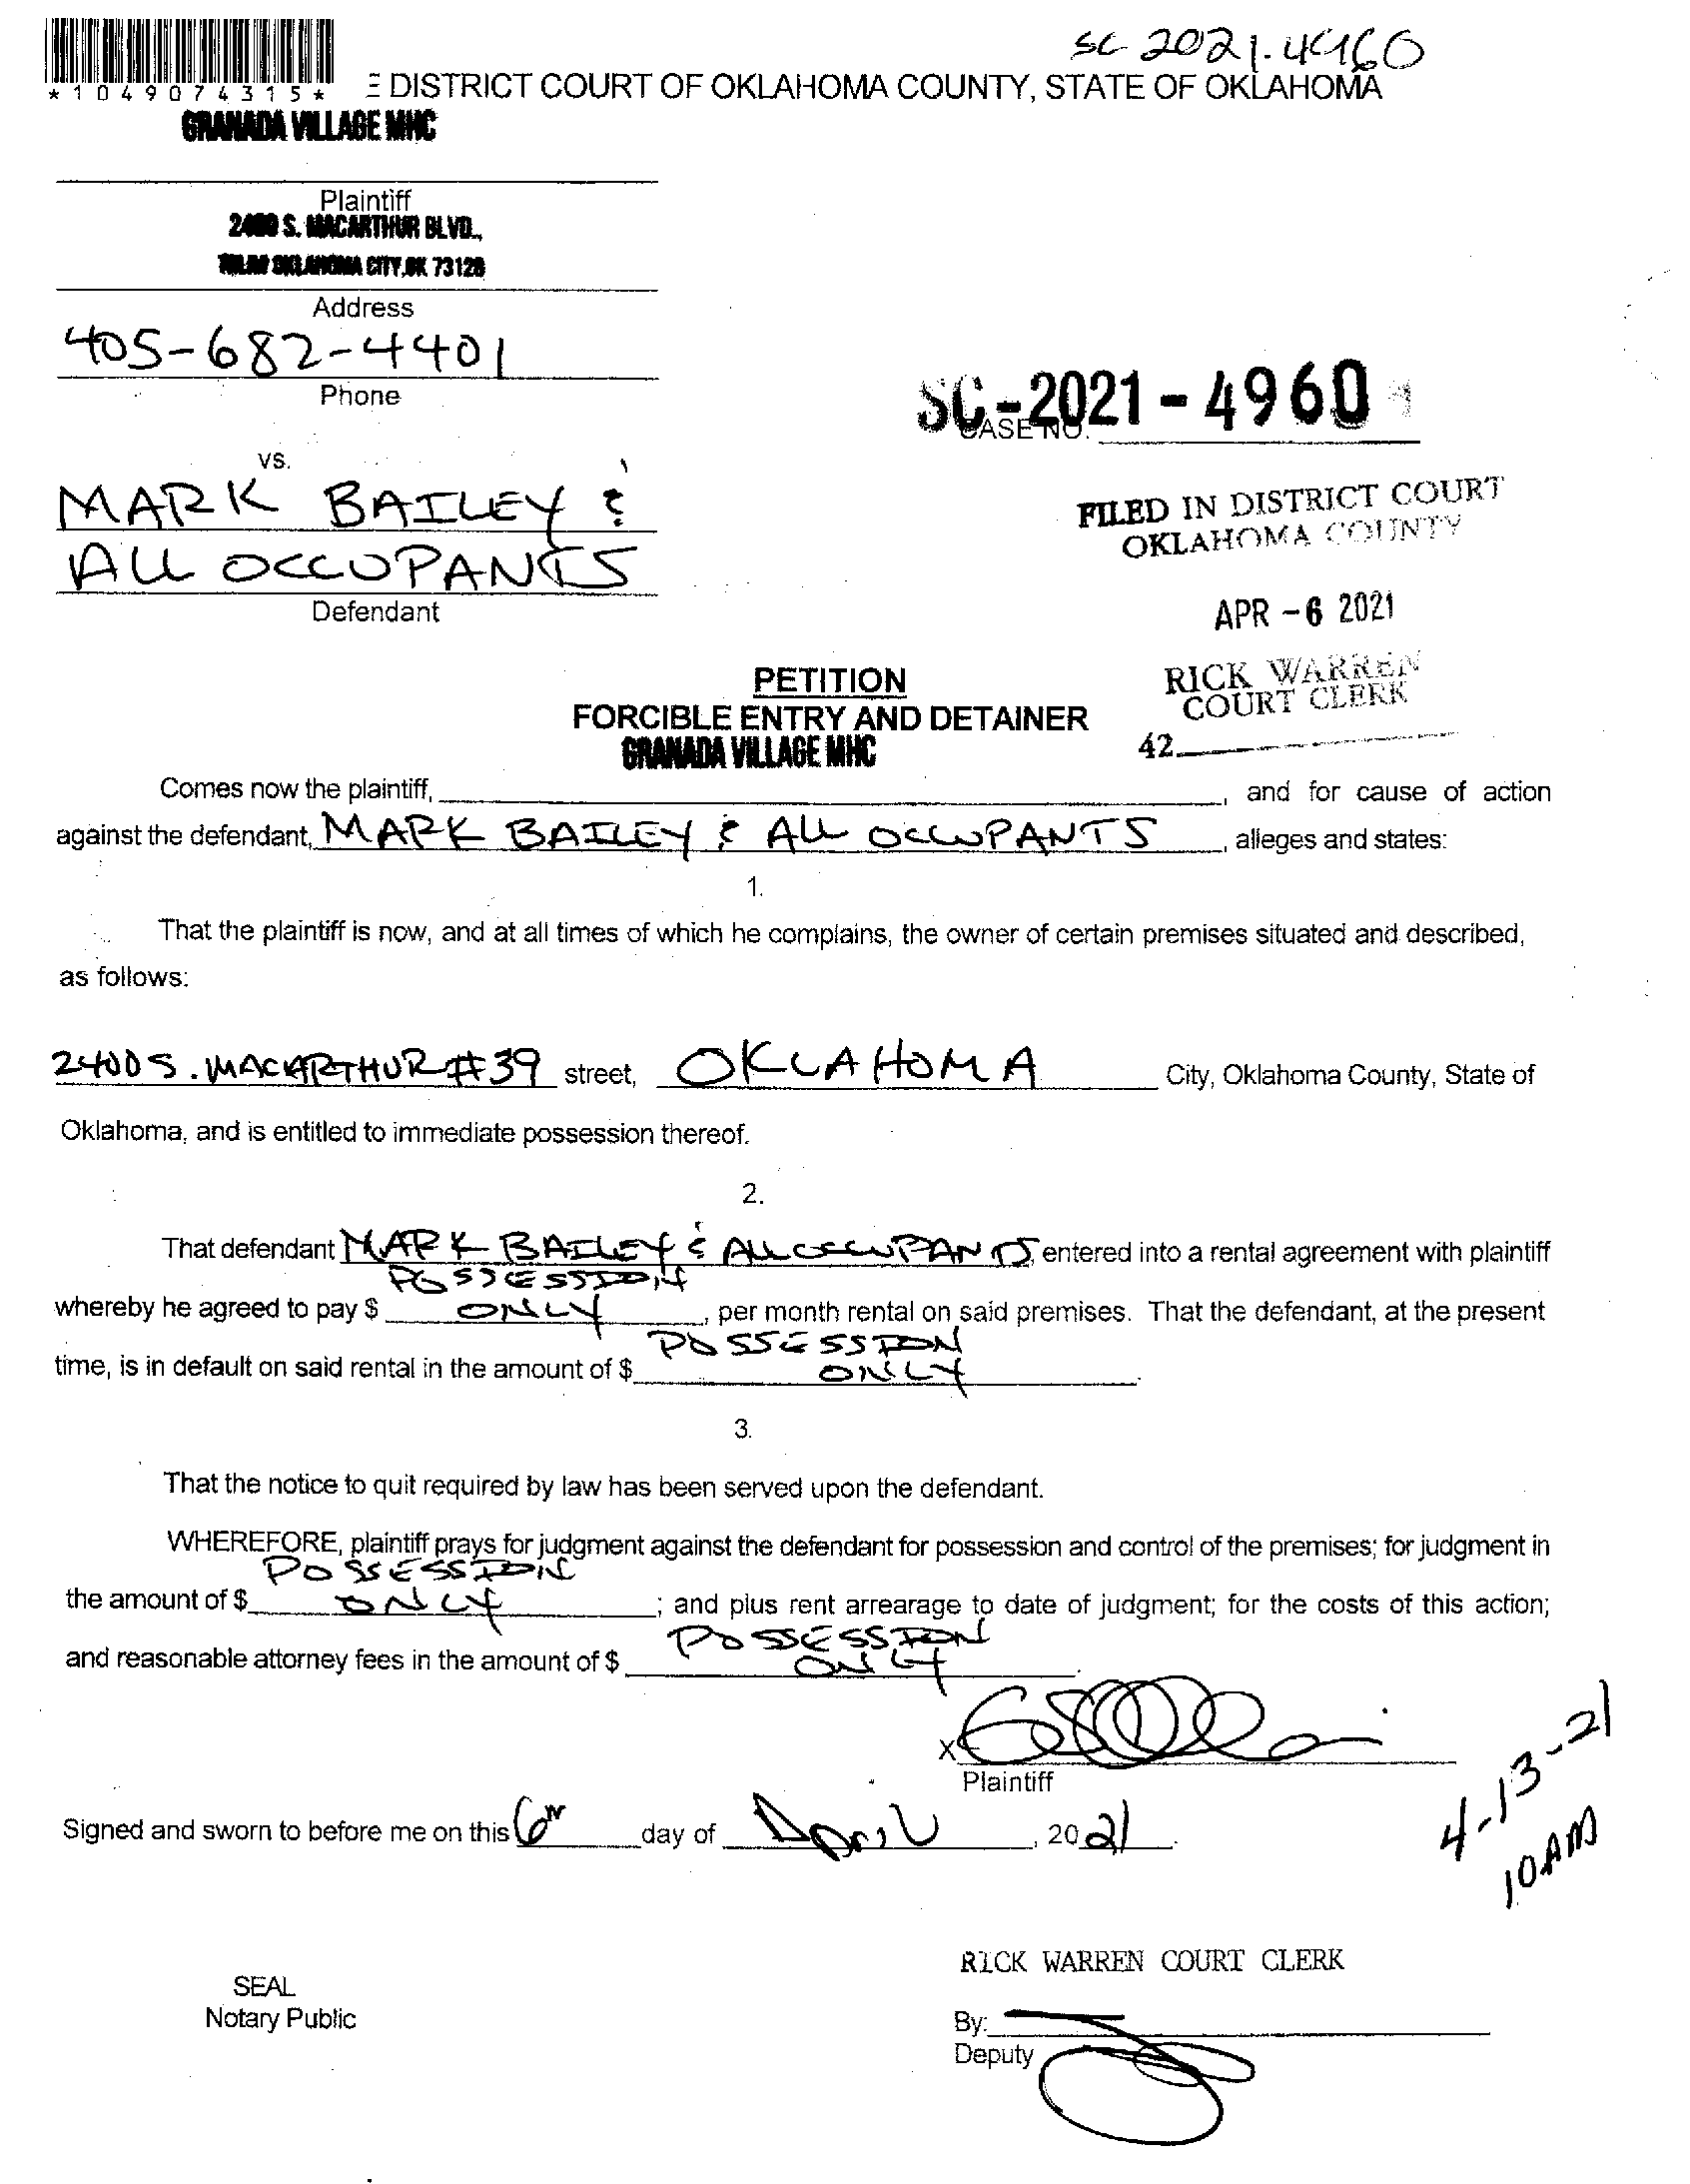 SC 2021-4960
*1049074315*
E DISTRICT COURT OF OKLAHOMA COUNTY, STATE OF OKLAHOMA
GRANADA VILLAGE MHC
Plaintiff
2400 S. MACARTHUR BLVD.,
OKLAHOMA CITY, OK 73128
Address
405-682-4401
Phone
SC-2021-4960
CASE NO.
vs.
MARK BAILEY &
ALL OCCUPANTS
Defendant
FILED IN DISTRICT COURT
OKLAHOMA COUNTY
APR -6 2021
RICK WARREN
COURT CLERK
42
PETITION
FORCIBLE ENTRY AND DETAINER
GRANADA VILLAGE MHC
Comes now the plaintiff, , and for cause of action
against the defendant, MARK BAILEY & ALL OCCUPANTS, alleges and states:
1.
That the plaintiff is now, and at all times of which he complains, the owner of certain premises situated and described,
as follows:
2400 S. MACARTHUR #39 street, OKLAHOMA City, Oklahoma County, State of
Oklahoma, and is entitled to immediate possession thereof.
2.
That defendant MARK BAILEY & ALL OCCUPANTS, entered into a rental agreement with plaintiff
POSSESSION
whereby he agreed to pay $ ONLY, per month rental on said premises. That the defendant, at the present
POSSESSION
time, is in default on said rental in the amount of $ ONLY.
3.
That the notice to quit required by law has been served upon the defendant.
WHEREFORE, plaintiff prays for judgment against the defendant for possession and control of the premises; for judgment in
POSSESSION
the amount of $ ONLY; and plus rent arrearage to date of judgment; for the costs of this action;
POSSESSION
and reasonable attorney fees in the amount of $ ONLY.
X
Plaintiff
Signed and sworn to before me on this 6th day of April, 2021.
4-13-21
10AM
RICK WARREN COURT CLERK
SEAL
Notary Public
By:
Deputy